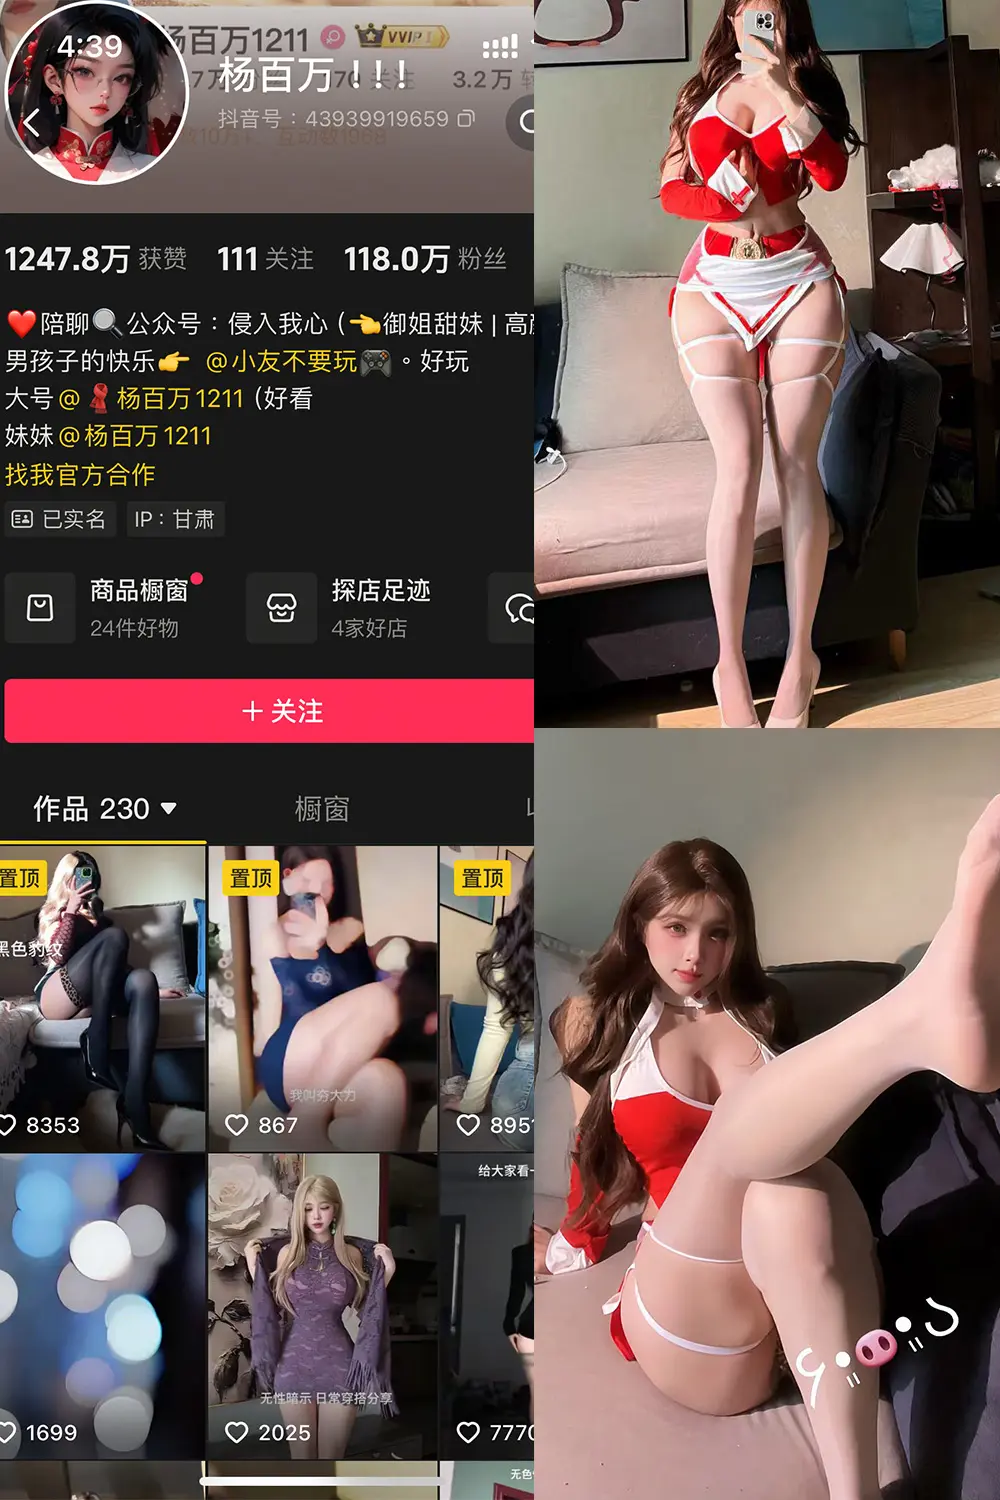 4:39
杨百万1211 VVIP1
杨百万!!!
3.2万
抖音号：43939919659
1247.8万 获赞 111 关注 118.0万 粉丝
❤️陪聊🔍公众号：侵入我心 (👈御姐甜妹 | 高
男孩子的快乐👉 @小友不要玩🎮。好玩
大号@🧣杨百万1211 (好看
妹妹@杨百万1211
找我官方合作
已实名 IP：甘肃
商品橱窗 探店足迹
24件好物 4家好店
+ 关注
作品 230 橱窗
置顶 置顶 置顶
黑色豹纹
我叫夯大力
8353 867 8951
给大家看一
无性暗示 日常穿搭分享
1699 2025 7770
无色